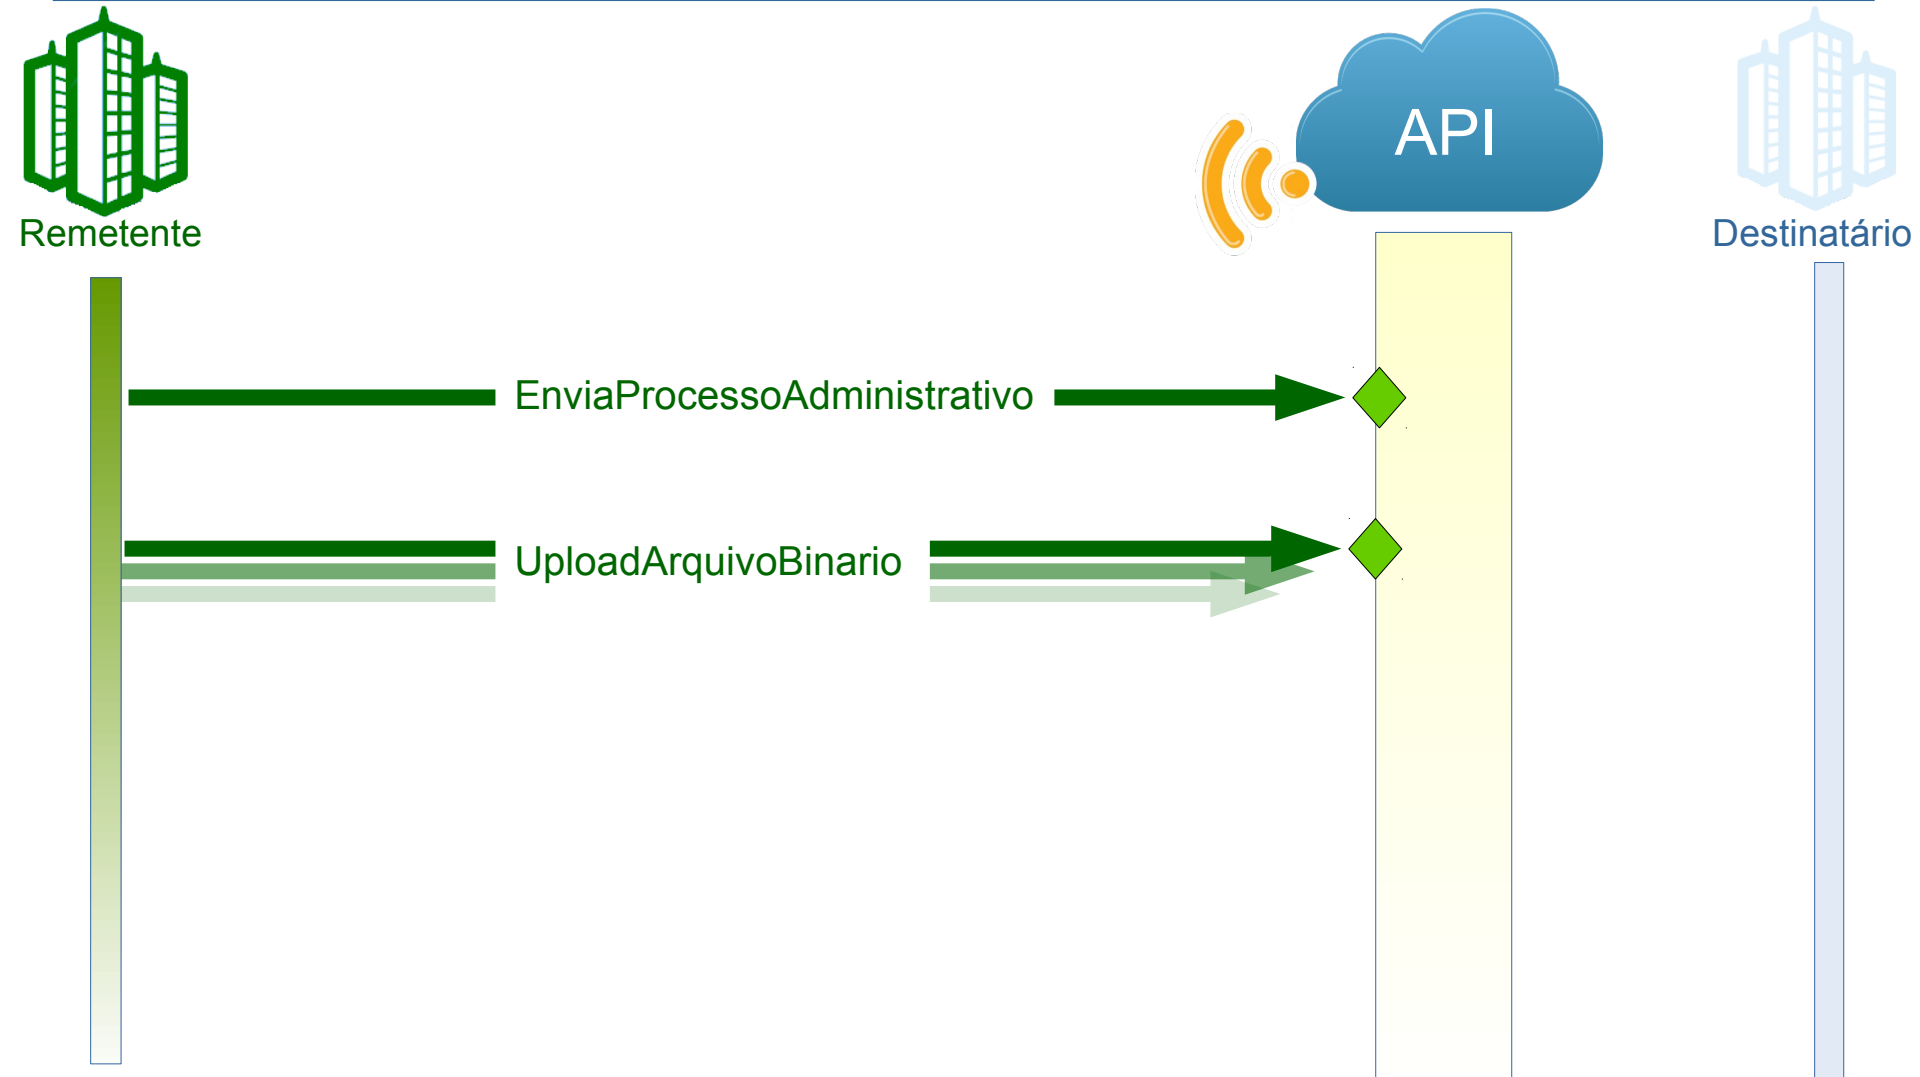 API
Remetente
Destinatário
EnviaProcessoAdministrativo
UploadArquivoBinario